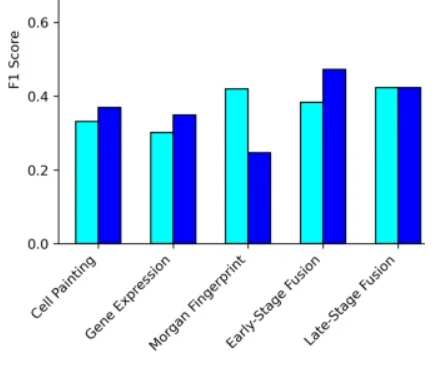 F1 Score
0.6
0.4
0.2
0.0
Cell Painting
Gene Expression
Morgan Fingerprint
Early-Stage Fusion
Late-Stage Fusion